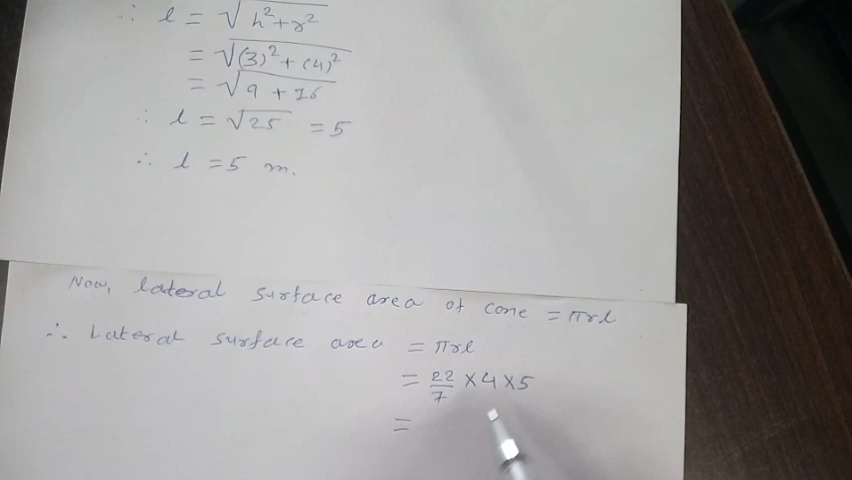 ∴ l = √h²+r²
= √(3)²+(4)²
= √9+16
∴ l = √25 = 5
∴ l = 5 m.
Now, lateral surface area of cone = πrl
∴ Lateral surface area = πrl
= 22/7 ×4×5
=